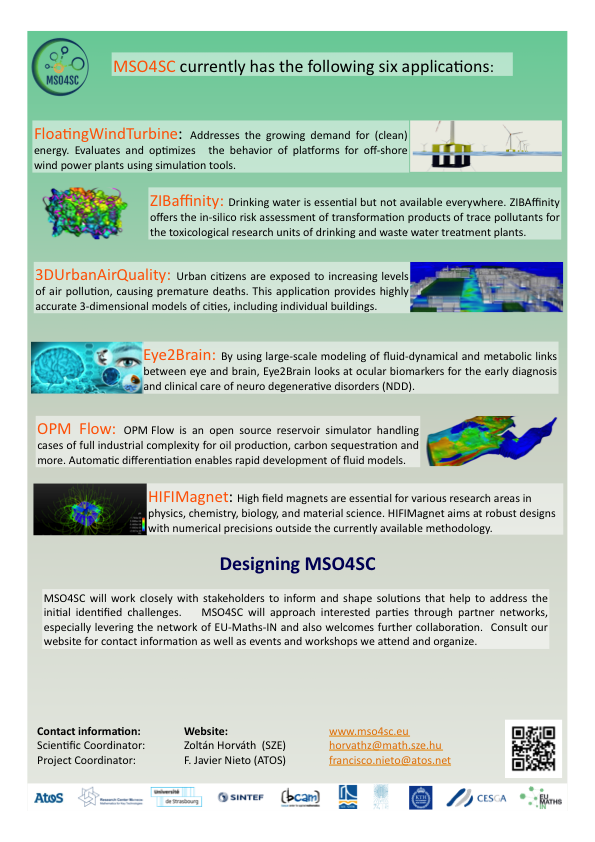 MSO4SC
MSO4SC currently has the following six applications:
FloatingWindTurbine: Addresses the growing demand for (clean)
energy. Evaluates and optimizes the behavior of platforms for off-shore
wind power plants using simulation tools.
ZIBaffinity: Drinking water is essential but not available everywhere. ZIBAffinity
offers the in-silico risk assessment of transformation products of trace pollutants for
the toxicological research units of drinking and waste water treatment plants.
3DUrbanAirQuality: Urban citizens are exposed to increasing levels
of air pollution, causing premature deaths. This application provides highly
accurate 3-dimensional models of cities, including individual buildings.
Eye2Brain: By using large-scale modeling of fluid-dynamical and metabolic links
between eye and brain, Eye2Brain looks at ocular biomarkers for the early diagnosis
and clinical care of neuro degenerative disorders (NDD).
OPM Flow: OPM Flow is an open source reservoir simulator handling
cases of full industrial complexity for oil production, carbon sequestration and
more. Automatic differentiation enables rapid development of fluid models.
HIFIMagnet: High field magnets are essential for various research areas in
physics, chemistry, biology, and material science. HIFIMagnet aims at robust designs
with numerical precisions outside the currently available methodology.
Designing MSO4SC
MSO4SC will work closely with stakeholders to inform and shape solutions that help to address the
initial identified challenges. MSO4SC will approach interested parties through partner networks,
especially levering the network of EU-Maths-IN and also welcomes further collaboration. Consult our
website for contact information as well as events and workshops we attend and organize.
Contact information: Website: www.mso4sc.eu
Scientific Coordinator: Zoltán Horváth (SZE) horvathz@math.sze.hu
Project Coordinator: F. Javier Nieto (ATOS) francisco.nieto@atos.net
Atos Université de Strasbourg SINTEF bcam KTH CESGA EU MATHS IN